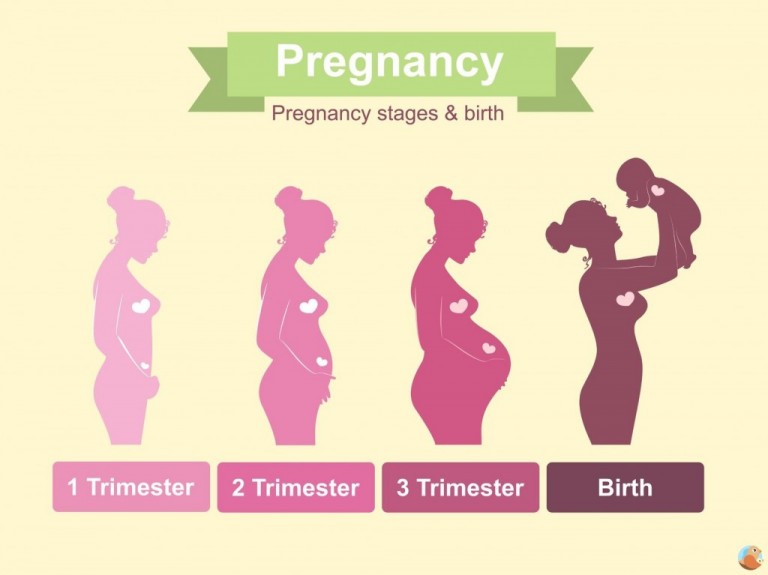 Pregnancy
Pregnancy stages & birth
1 Trimester
2 Trimester
3 Trimester
Birth